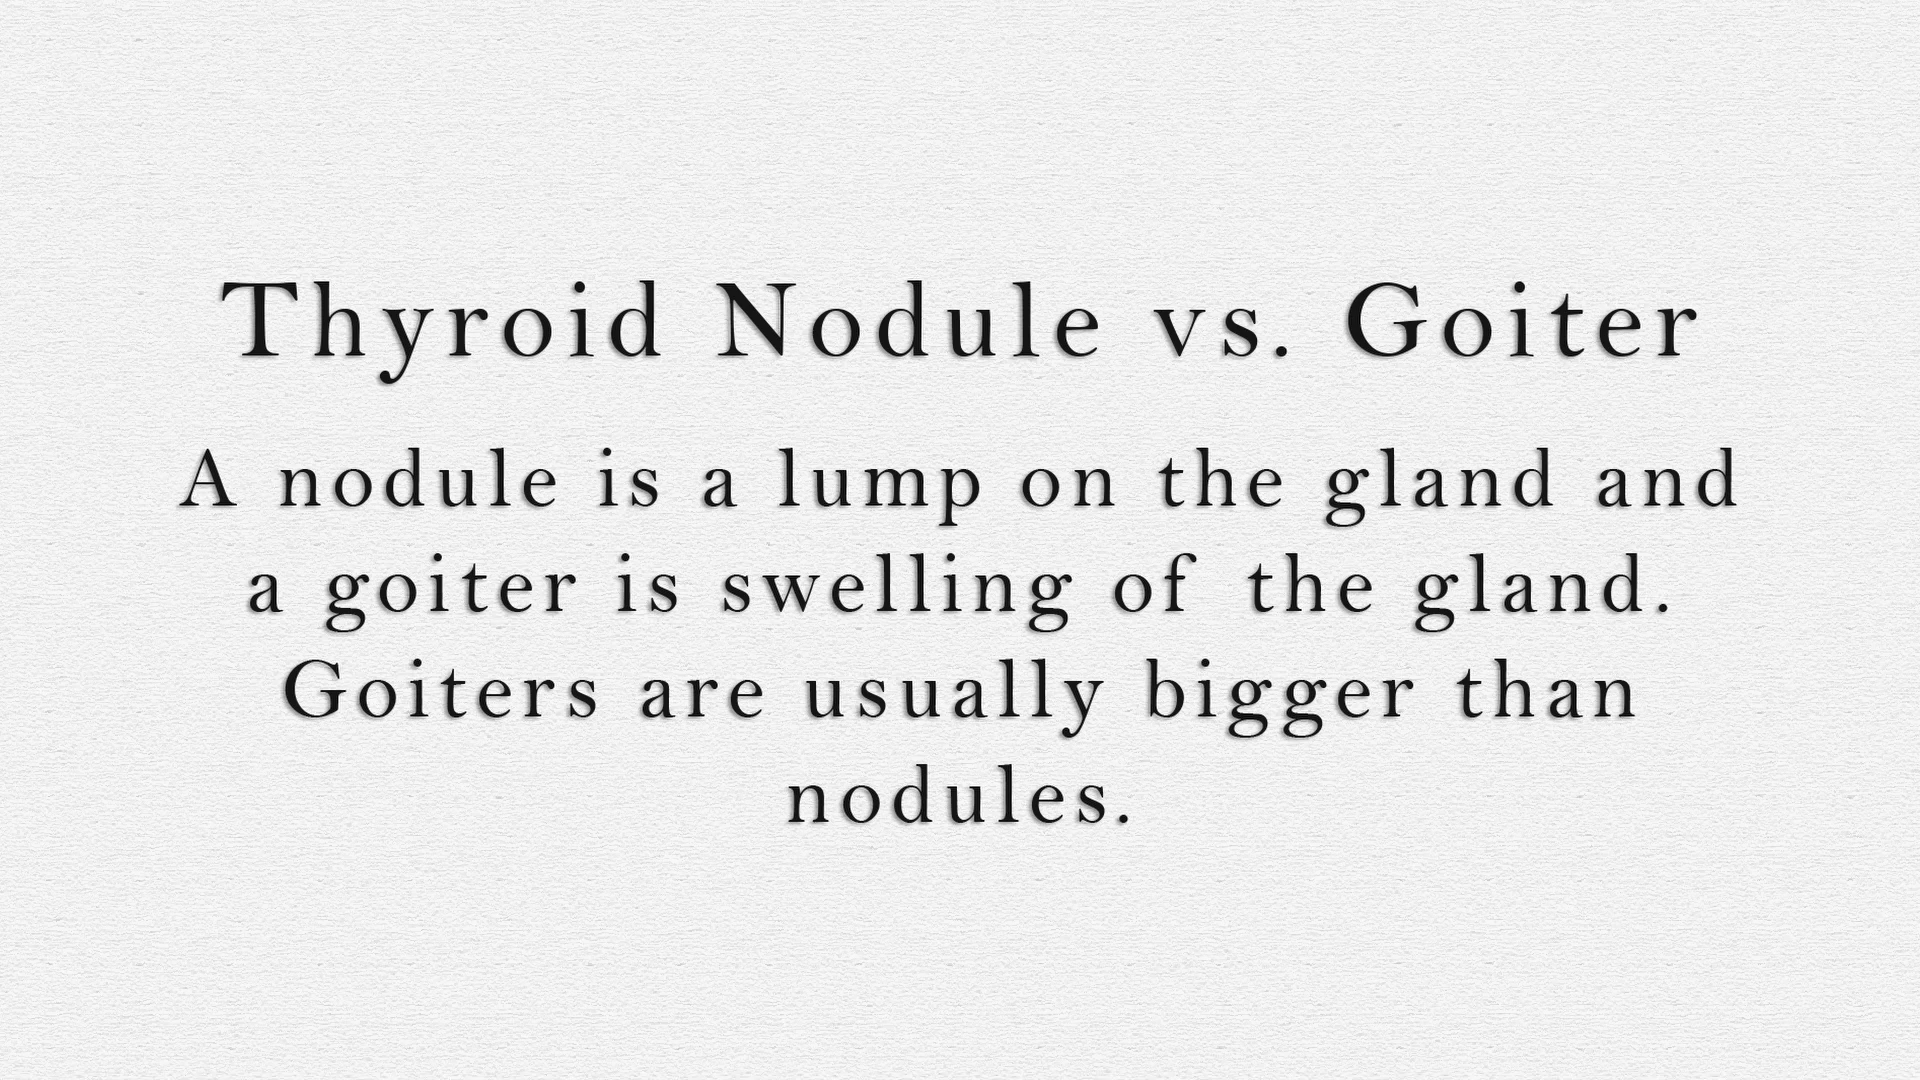 Thyroid Nodule vs. Goiter
A nodule is a lump on the gland and
a goiter is swelling of the gland.
Goiters are usually bigger than
nodules.